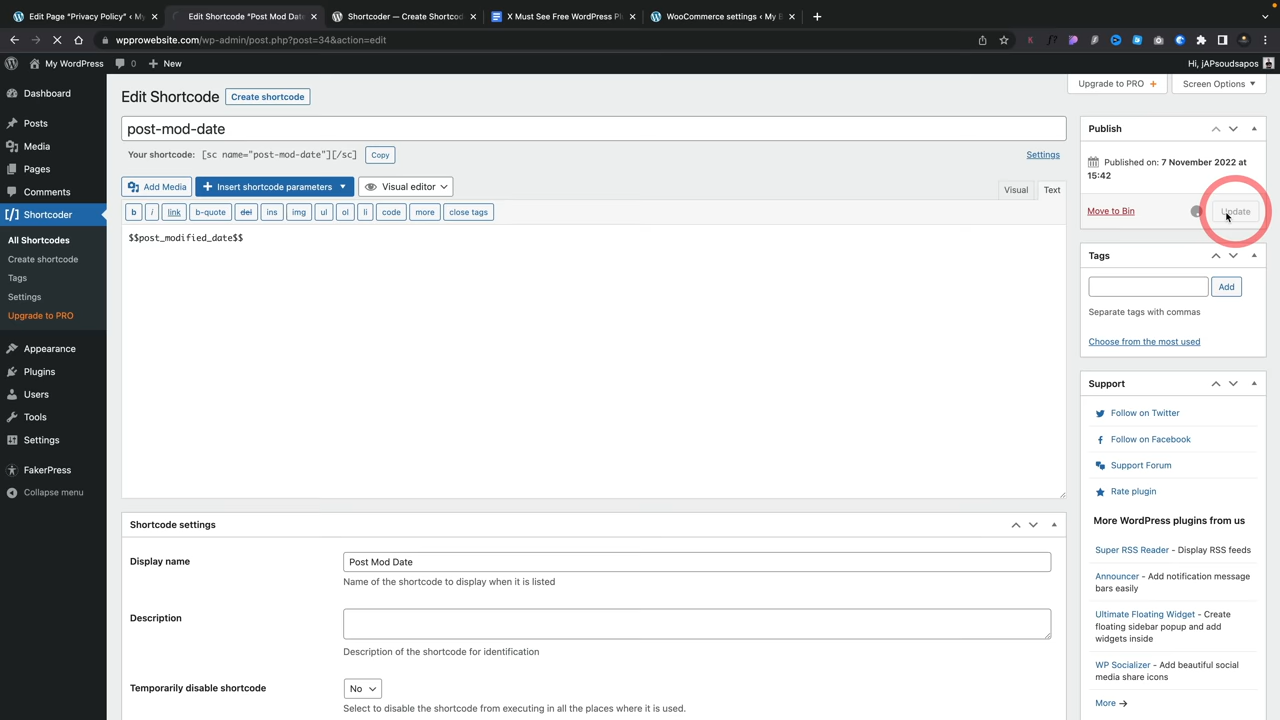 Edit Page "Privacy Policy" ‹ M
Edit Shortcode "Post Mod Date
Shortcoder — Create Shortcod
X Must See Free WordPress Pl
WooCommerce settings ‹ My B
wpprowebsite.com/wp-admin/post.php?post=34&action=edit
My WordPress
0
New
Hi, jAPsoudsapos
Dashboard
Posts
Media
Pages
Comments
Shortcoder
All Shortcodes
Create shortcode
Tags
Settings
Upgrade to PRO
Appearance
Plugins
Users
Tools
Settings
FakerPress
Collapse menu
Upgrade to PRO +
Screen Options
Edit Shortcode
Create shortcode
post-mod-date
Your shortcode: [sc name="post-mod-date"][/sc]
Copy
Settings
Add Media
Insert shortcode parameters
Visual editor
Visual
Text
b
i
link
b-quote
del
ins
img
ul
ol
li
code
more
close tags
$$post_modified_date$$
Shortcode settings
Display name
Post Mod Date
Name of the shortcode to display when it is listed
Description
Description of the shortcode for identification
Temporarily disable shortcode
No
Select to disable the shortcode from executing in all the places where it is used.
Publish
Published on: 7 November 2022 at
15:42
Move to Bin
Update
Tags
Add
Separate tags with commas
Choose from the most used
Support
Follow on Twitter
Follow on Facebook
Support Forum
Rate plugin
More WordPress plugins from us
Super RSS Reader - Display RSS feeds
Announcer - Add notification message
bars easily
Ultimate Floating Widget - Create
floating sidebar popup and add
widgets inside
WP Socializer - Add beautiful social
media share icons
More